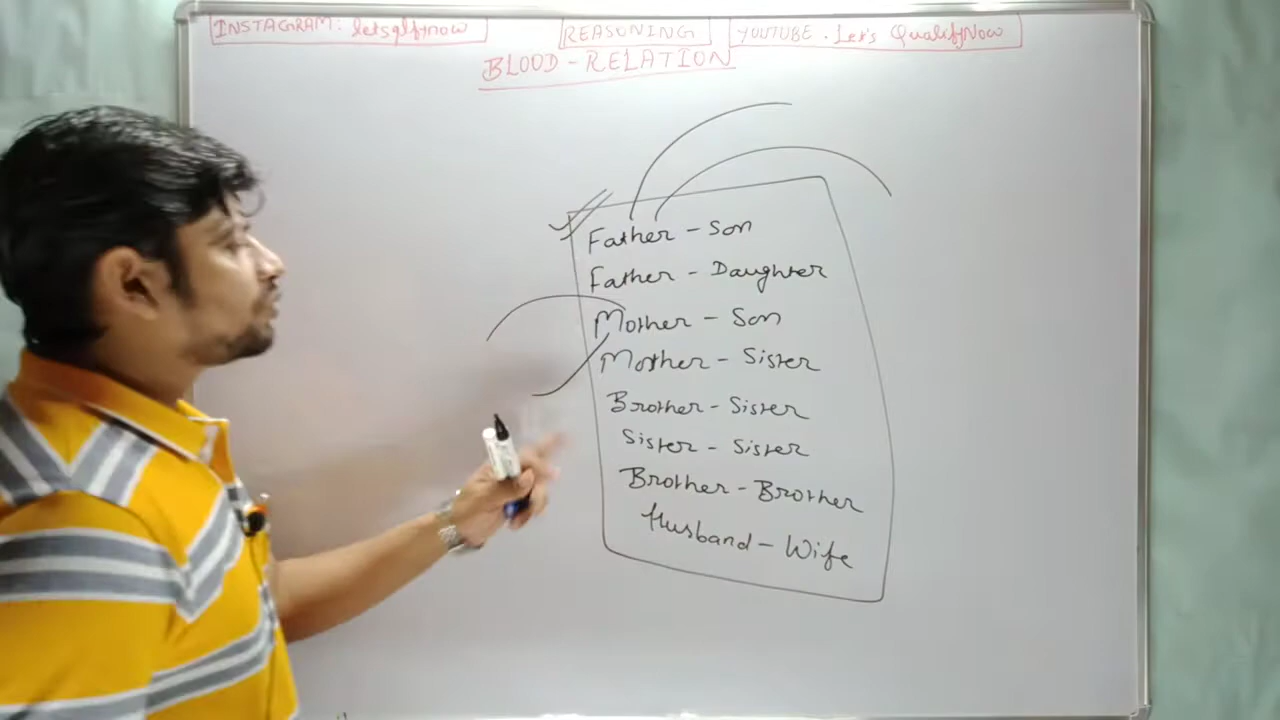 INSTAGRAM: letsqlfynow
REASONING
YOUTUBE. Let's QualifyNow
BLOOD-RELATION
Father - Son
Father - Daughter
Mother - Son
Mother - Sister
Brother - Sister
Sister - Sister
Brother - Brother
Husband - Wife